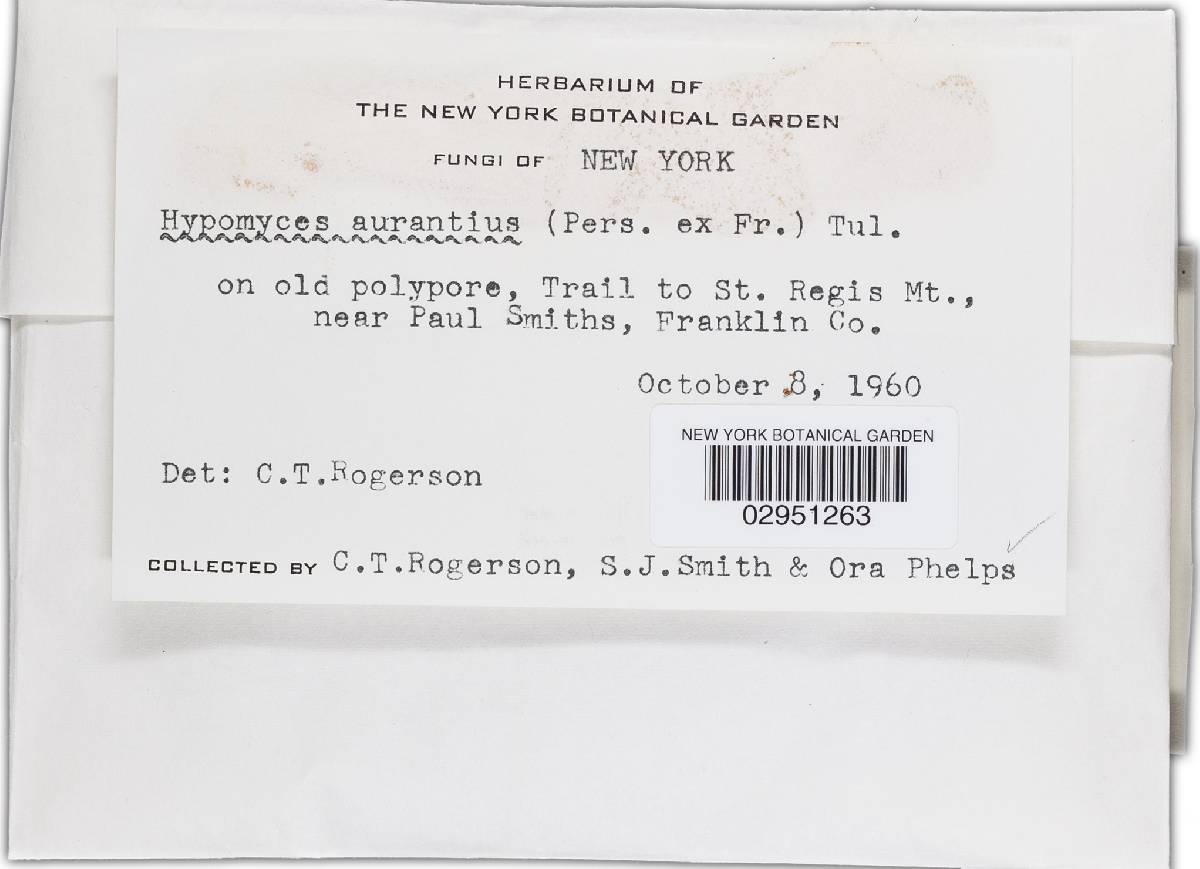 HERBARIUM OF
THE NEW YORK BOTANICAL GARDEN
FUNGI OF NEW YORK
Hypomyces aurantius (Pers. ex Fr.) Tul.
on old polypore, Trail to St. Regis Mt.,
near Paul Smiths, Franklin Co.
October 8, 1960
NEW YORK BOTANICAL GARDEN
02951263
Det: C.T.Rogerson
COLLECTED BY C.T.Rogerson, S.J.Smith & Ora Phelps